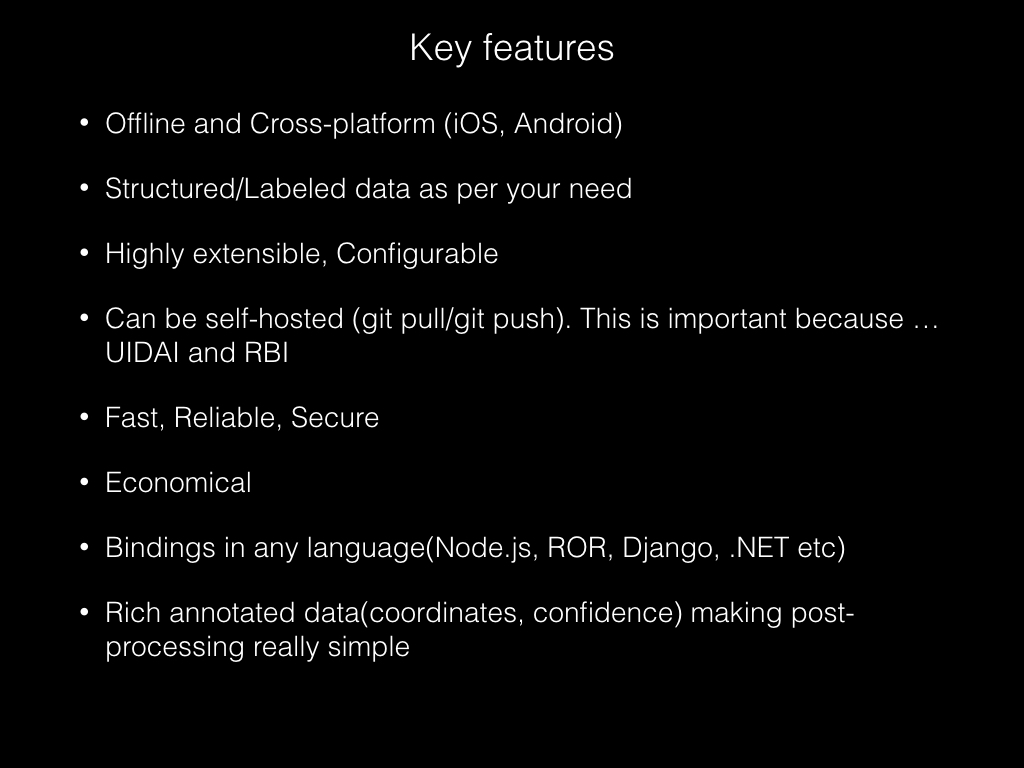 Key features
• Offline and Cross-platform (iOS, Android)
• Structured/Labeled data as per your need
• Highly extensible, Configurable
• Can be self-hosted (git pull/git push). This is important because …
UIDAI and RBI
• Fast, Reliable, Secure
• Economical
• Bindings in any language(Node.js, ROR, Django, .NET etc)
• Rich annotated data(coordinates, confidence) making post-
processing really simple